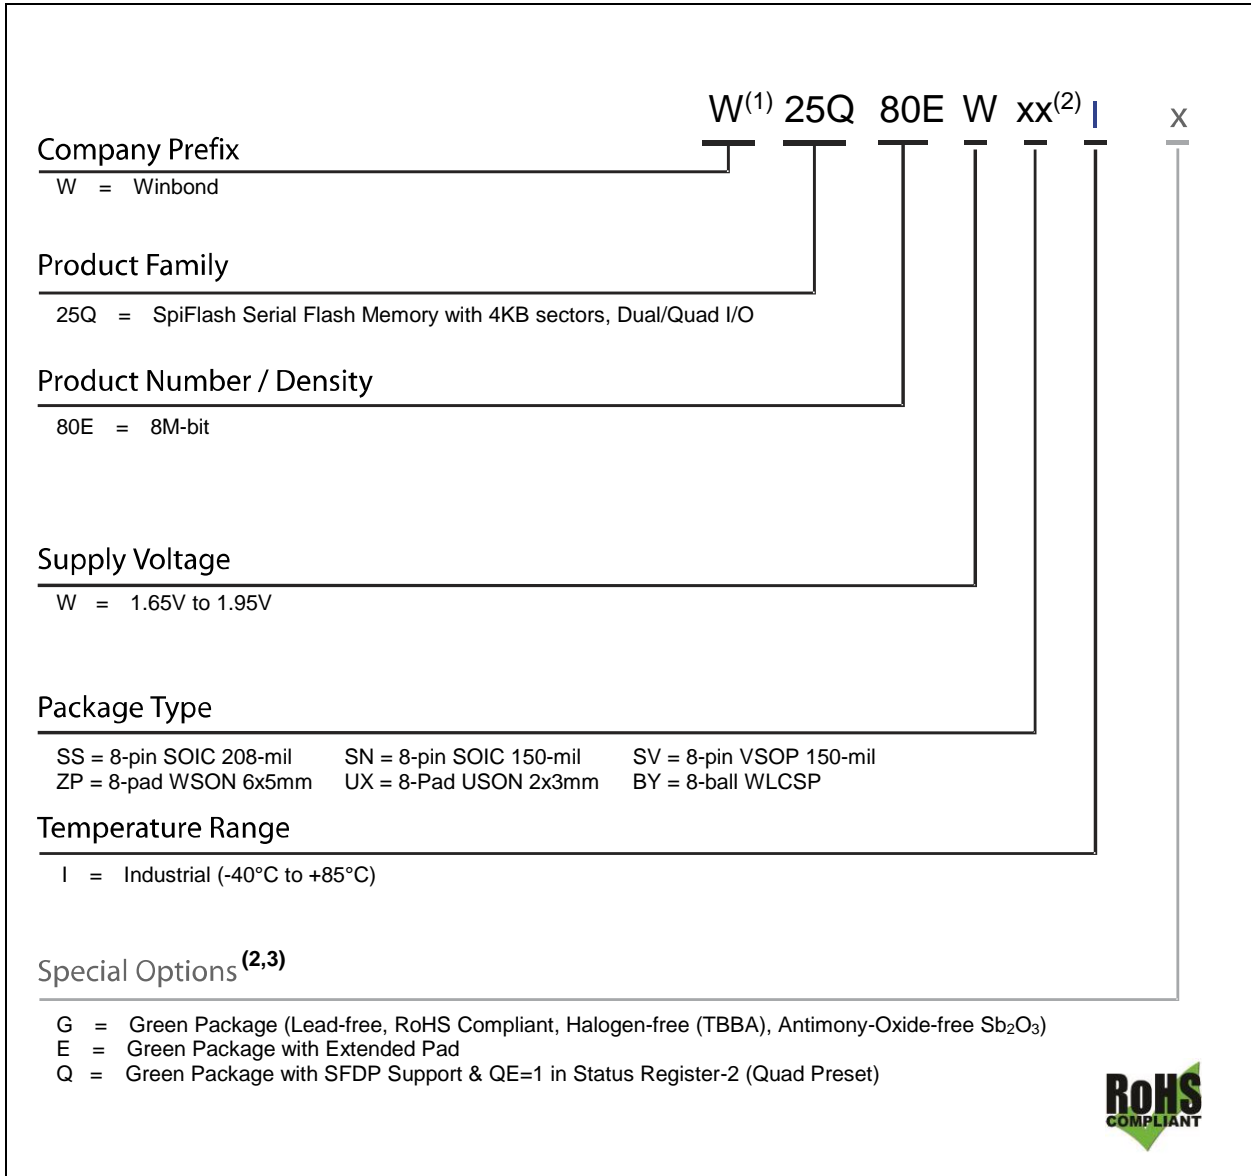 W(1) 25Q 80E W xx(2) I x
Company Prefix
W = Winbond
Product Family
25Q = SpiFlash Serial Flash Memory with 4KB sectors, Dual/Quad I/O
Product Number / Density
80E = 8M-bit
Supply Voltage
W = 1.65V to 1.95V
Package Type
SS = 8-pin SOIC 208-mil SN = 8-pin SOIC 150-mil SV = 8-pin VSOP 150-mil
ZP = 8-pad WSON 6x5mm UX = 8-Pad USON 2x3mm BY = 8-ball WLCSP
Temperature Range
I = Industrial (-40°C to +85°C)
Special Options (2,3)
G = Green Package (Lead-free, RoHS Compliant, Halogen-free (TBBA), Antimony-Oxide-free Sb₂O₃)
E = Green Package with Extended Pad
Q = Green Package with SFDP Support & QE=1 in Status Register-2 (Quad Preset)
RoHS
COMPLIANT